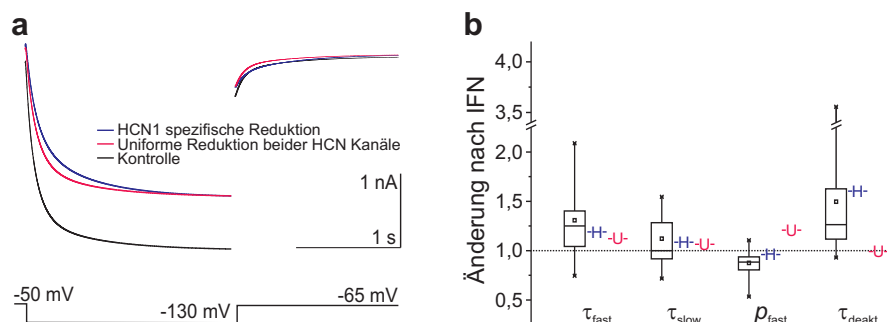 a
HCN1 spezifische Reduktion
Uniforme Reduktion beider HCN Kanäle
Kontrolle
1 nA
1 s
-50 mV
-130 mV
-65 mV
b
Änderung nach IFN
4,0
3,5
2,0
1,5
1,0
0,5
-H-
-U-
-H-
-U-
-H-
-U-
-H-
-U-
τfast
τslow
pfast
τdeakt